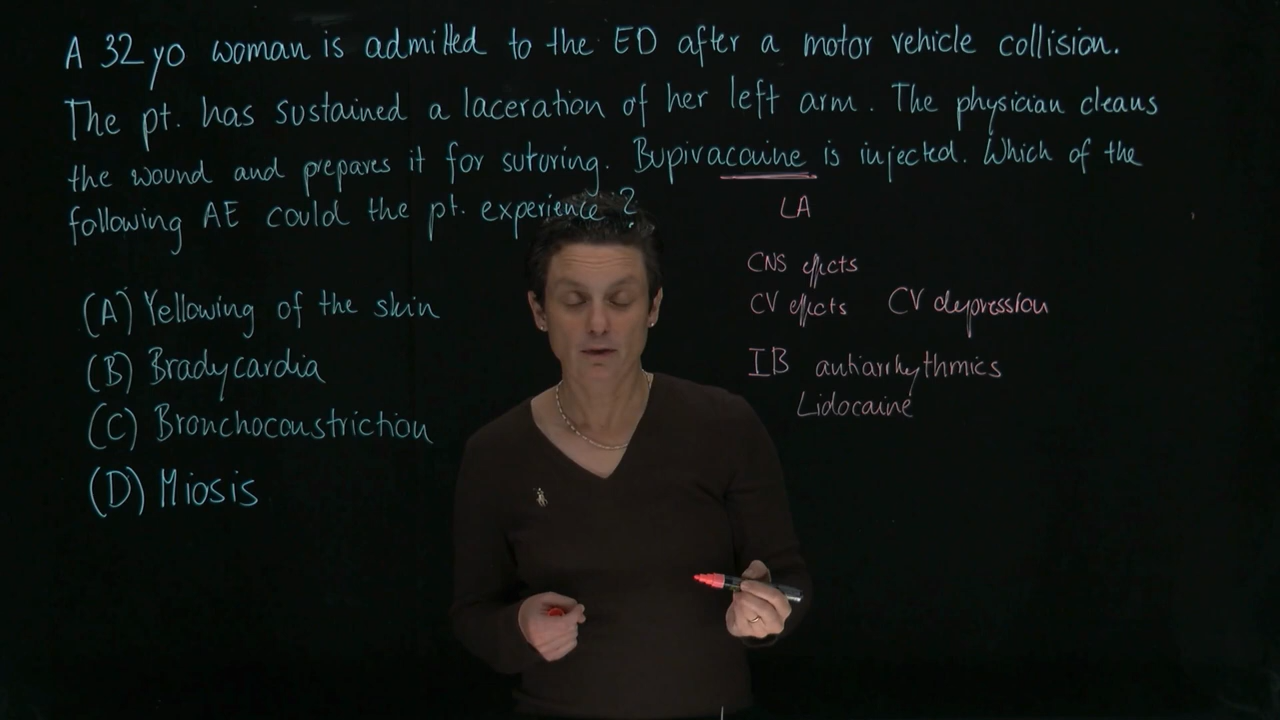 A 32 yo woman is admitted to the ED after a motor vehicle collision.
The pt. has sustained a laceration of her left arm. The physician cleans
the wound and prepares it for suturing. Bupivacaine is injected. Which of the
following AE could the pt. experience?
LA
CNS effects
CV effects CV depression
IB antiarrhythmics
Lidocaine
(A) Yellowing of the skin
(B) Bradycardia
(C) Bronchoconstriction
(D) Miosis